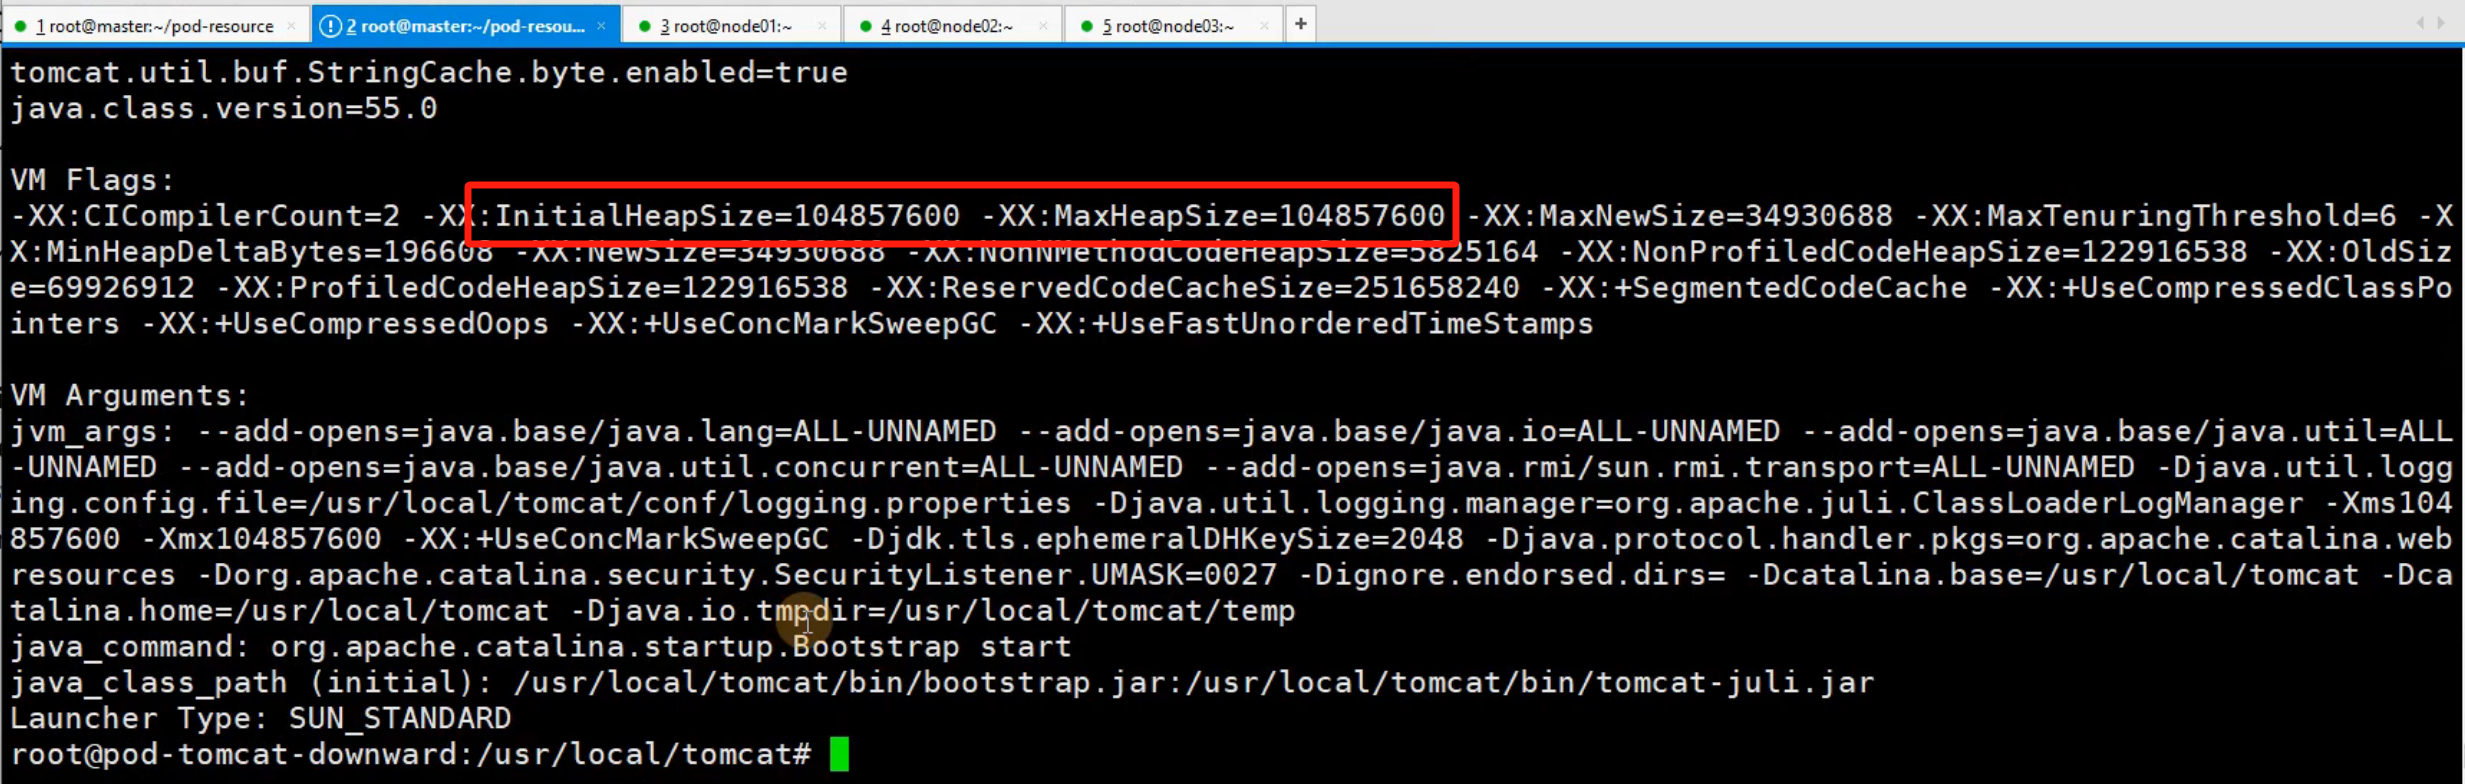 1 root@master:~/pod-resource × 2 root@master:~/pod-resou... × 3 root@node01:~ × 4 root@node02:~ × 5 root@node03:~ × +
tomcat.util.buf.StringCache.byte.enabled=true
java.class.version=55.0
VM Flags:
-XX:CICompilerCount=2 -XX:InitialHeapSize=104857600 -XX:MaxHeapSize=104857600 -XX:MaxNewSize=34930688 -XX:MaxTenuringThreshold=6 -X
X:MinHeapDeltaBytes=196608 -XX:NewSize=34930688 -XX:NonNMethodCodeHeapSize=5825164 -XX:NonProfiledCodeHeapSize=122916538 -XX:OldSiz
e=69926912 -XX:ProfiledCodeHeapSize=122916538 -XX:ReservedCodeCacheSize=251658240 -XX:+SegmentedCodeCache -XX:+UseCompressedClassPo
inters -XX:+UseCompressedOops -XX:+UseConcMarkSweepGC -XX:+UseFastUnorderedTimeStamps
VM Arguments:
jvm_args: --add-opens=java.base/java.lang=ALL-UNNAMED --add-opens=java.base/java.io=ALL-UNNAMED --add-opens=java.base/java.util=ALL
-UNNAMED --add-opens=java.base/java.util.concurrent=ALL-UNNAMED --add-opens=java.rmi/sun.rmi.transport=ALL-UNNAMED -Djava.util.logg
ing.config.file=/usr/local/tomcat/conf/logging.properties -Djava.util.logging.manager=org.apache.juli.ClassLoaderLogManager -Xms104
857600 -Xmx104857600 -XX:+UseConcMarkSweepGC -Djdk.tls.ephemeralDHKeySize=2048 -Djava.protocol.handler.pkgs=org.apache.catalina.web
resources -Dorg.apache.catalina.security.SecurityListener.UMASK=0027 -Dignore.endorsed.dirs= -Dcatalina.base=/usr/local/tomcat -Dca
talina.home=/usr/local/tomcat -Djava.io.tmpdir=/usr/local/tomcat/temp
java_command: org.apache.catalina.startup.Bootstrap start
java_class_path (initial): /usr/local/tomcat/bin/bootstrap.jar:/usr/local/tomcat/bin/tomcat-juli.jar
Launcher Type: SUN_STANDARD
root@pod-tomcat-downward:/usr/local/tomcat#